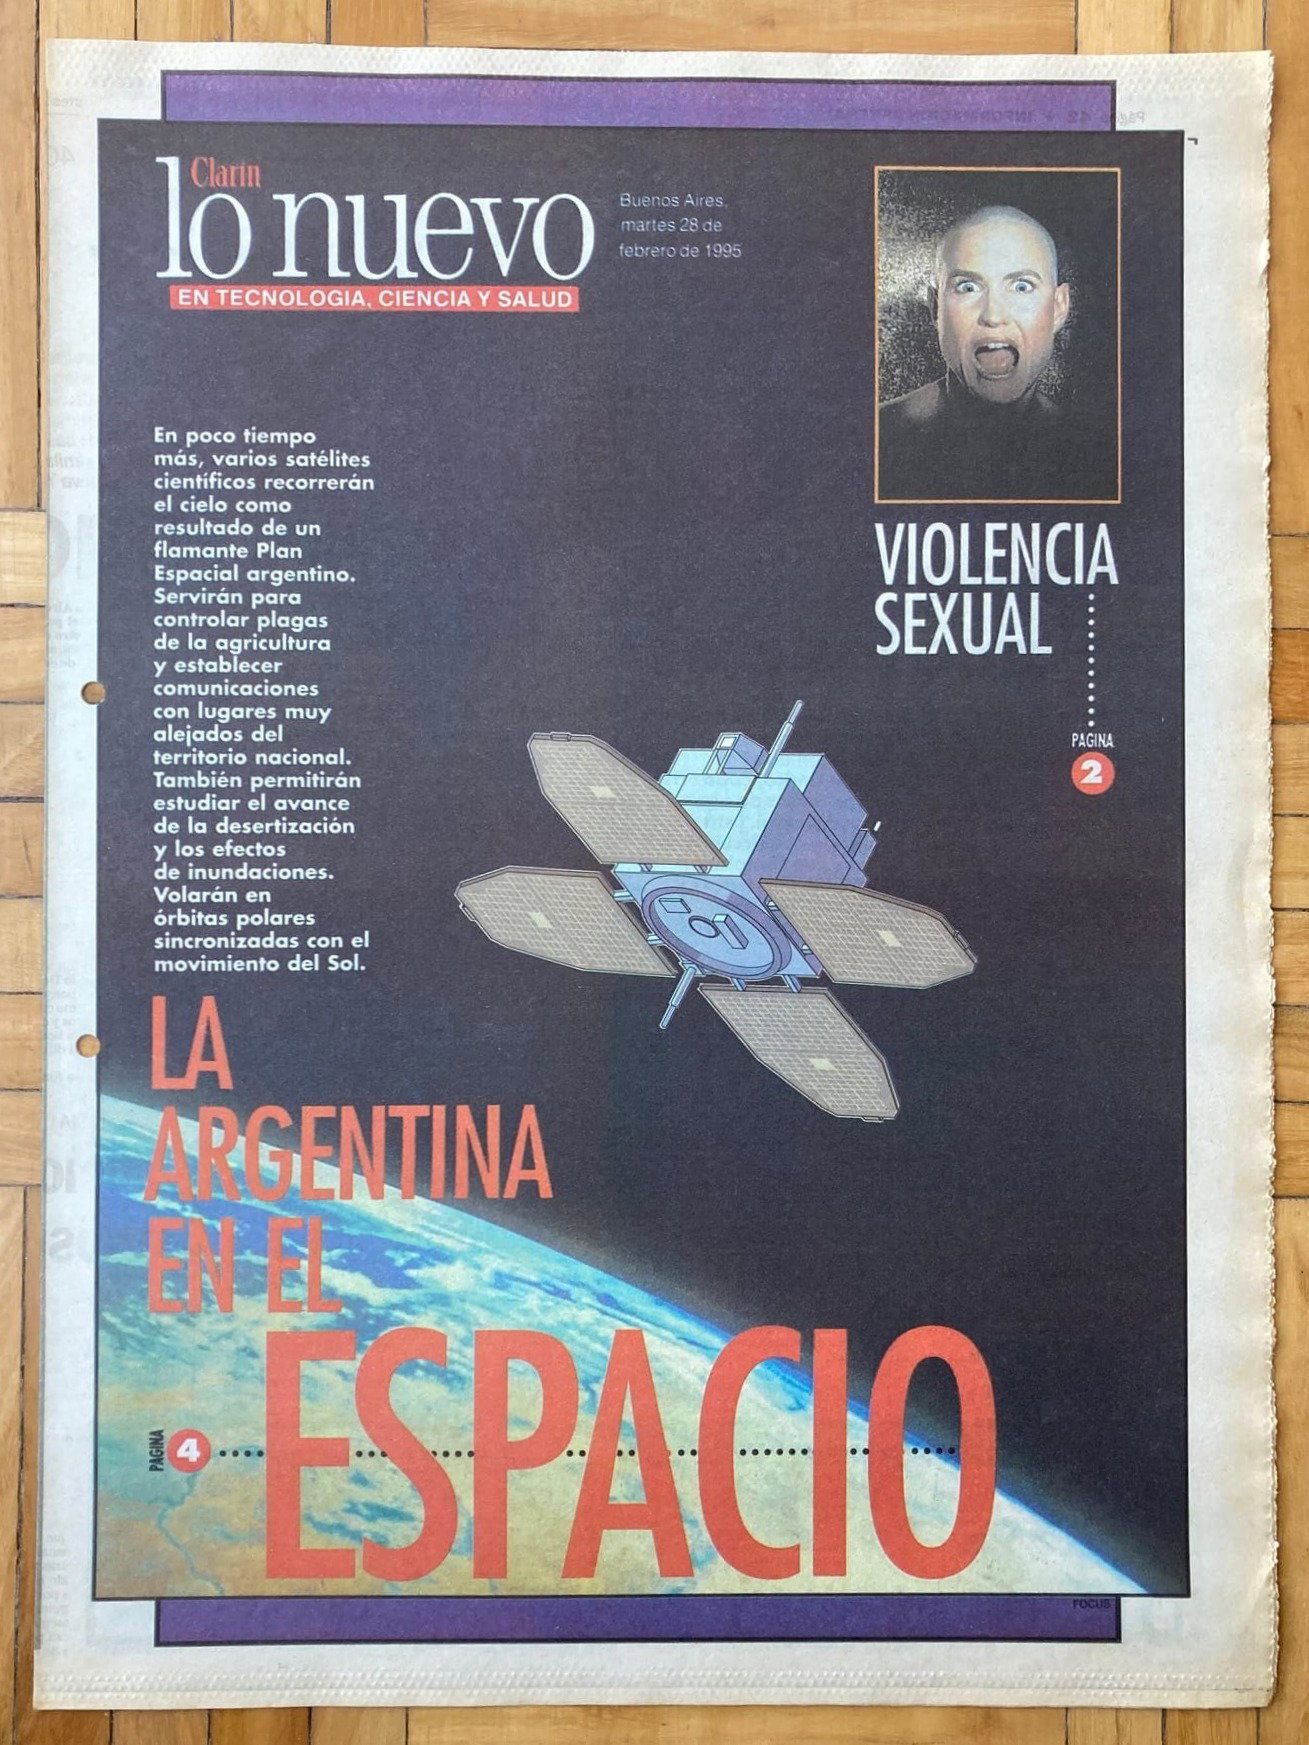 Clarín
lo nuevo
EN TECNOLOGIA, CIENCIA Y SALUD
Buenos Aires,
martes 28 de
febrero de 1995
VIOLENCIA
SEXUAL
PAGINA
2
En poco tiempo
más, varios satélites
científicos recorrerán
el cielo como
resultado de un
flamante Plan
Espacial argentino.
Servirán para
controlar plagas
de la agricultura
y establecer
comunicaciones
con lugares muy
alejados del
territorio nacional.
También permitirán
estudiar el avance
de la desertización
y los efectos
de inundaciones.
Volarán en
órbitas polares
sincronizadas con el
movimiento del Sol.
LA
ARGENTINA
EN EL
ESPACIO
PAGINA
4
FOCUS